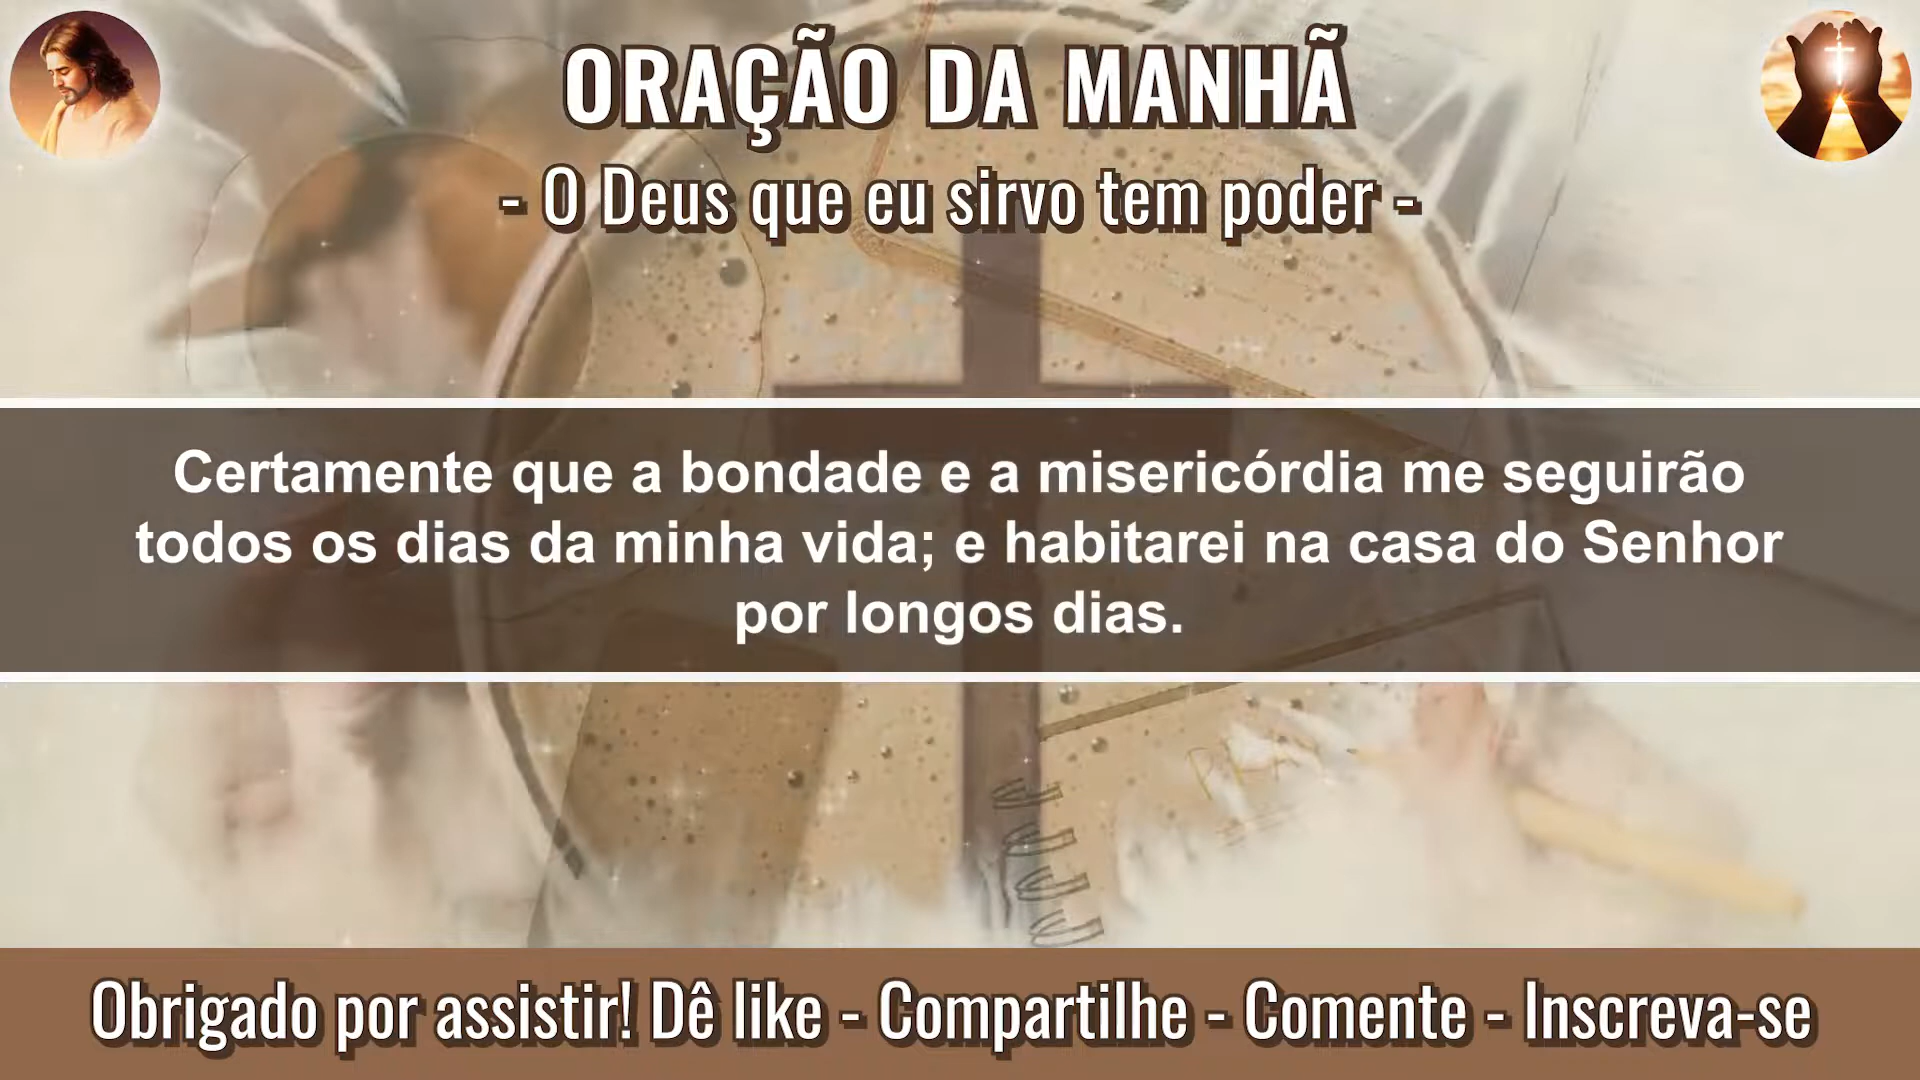 ORAÇÃO DA MANHÃ
- O Deus que eu sirvo tem poder -
Certamente que a bondade e a misericórdia me seguirão
todos os dias da minha vida; e habitarei na casa do Senhor
por longos dias.
Obrigado por assistir! Dê like - Compartilhe - Comente - Inscreva-se